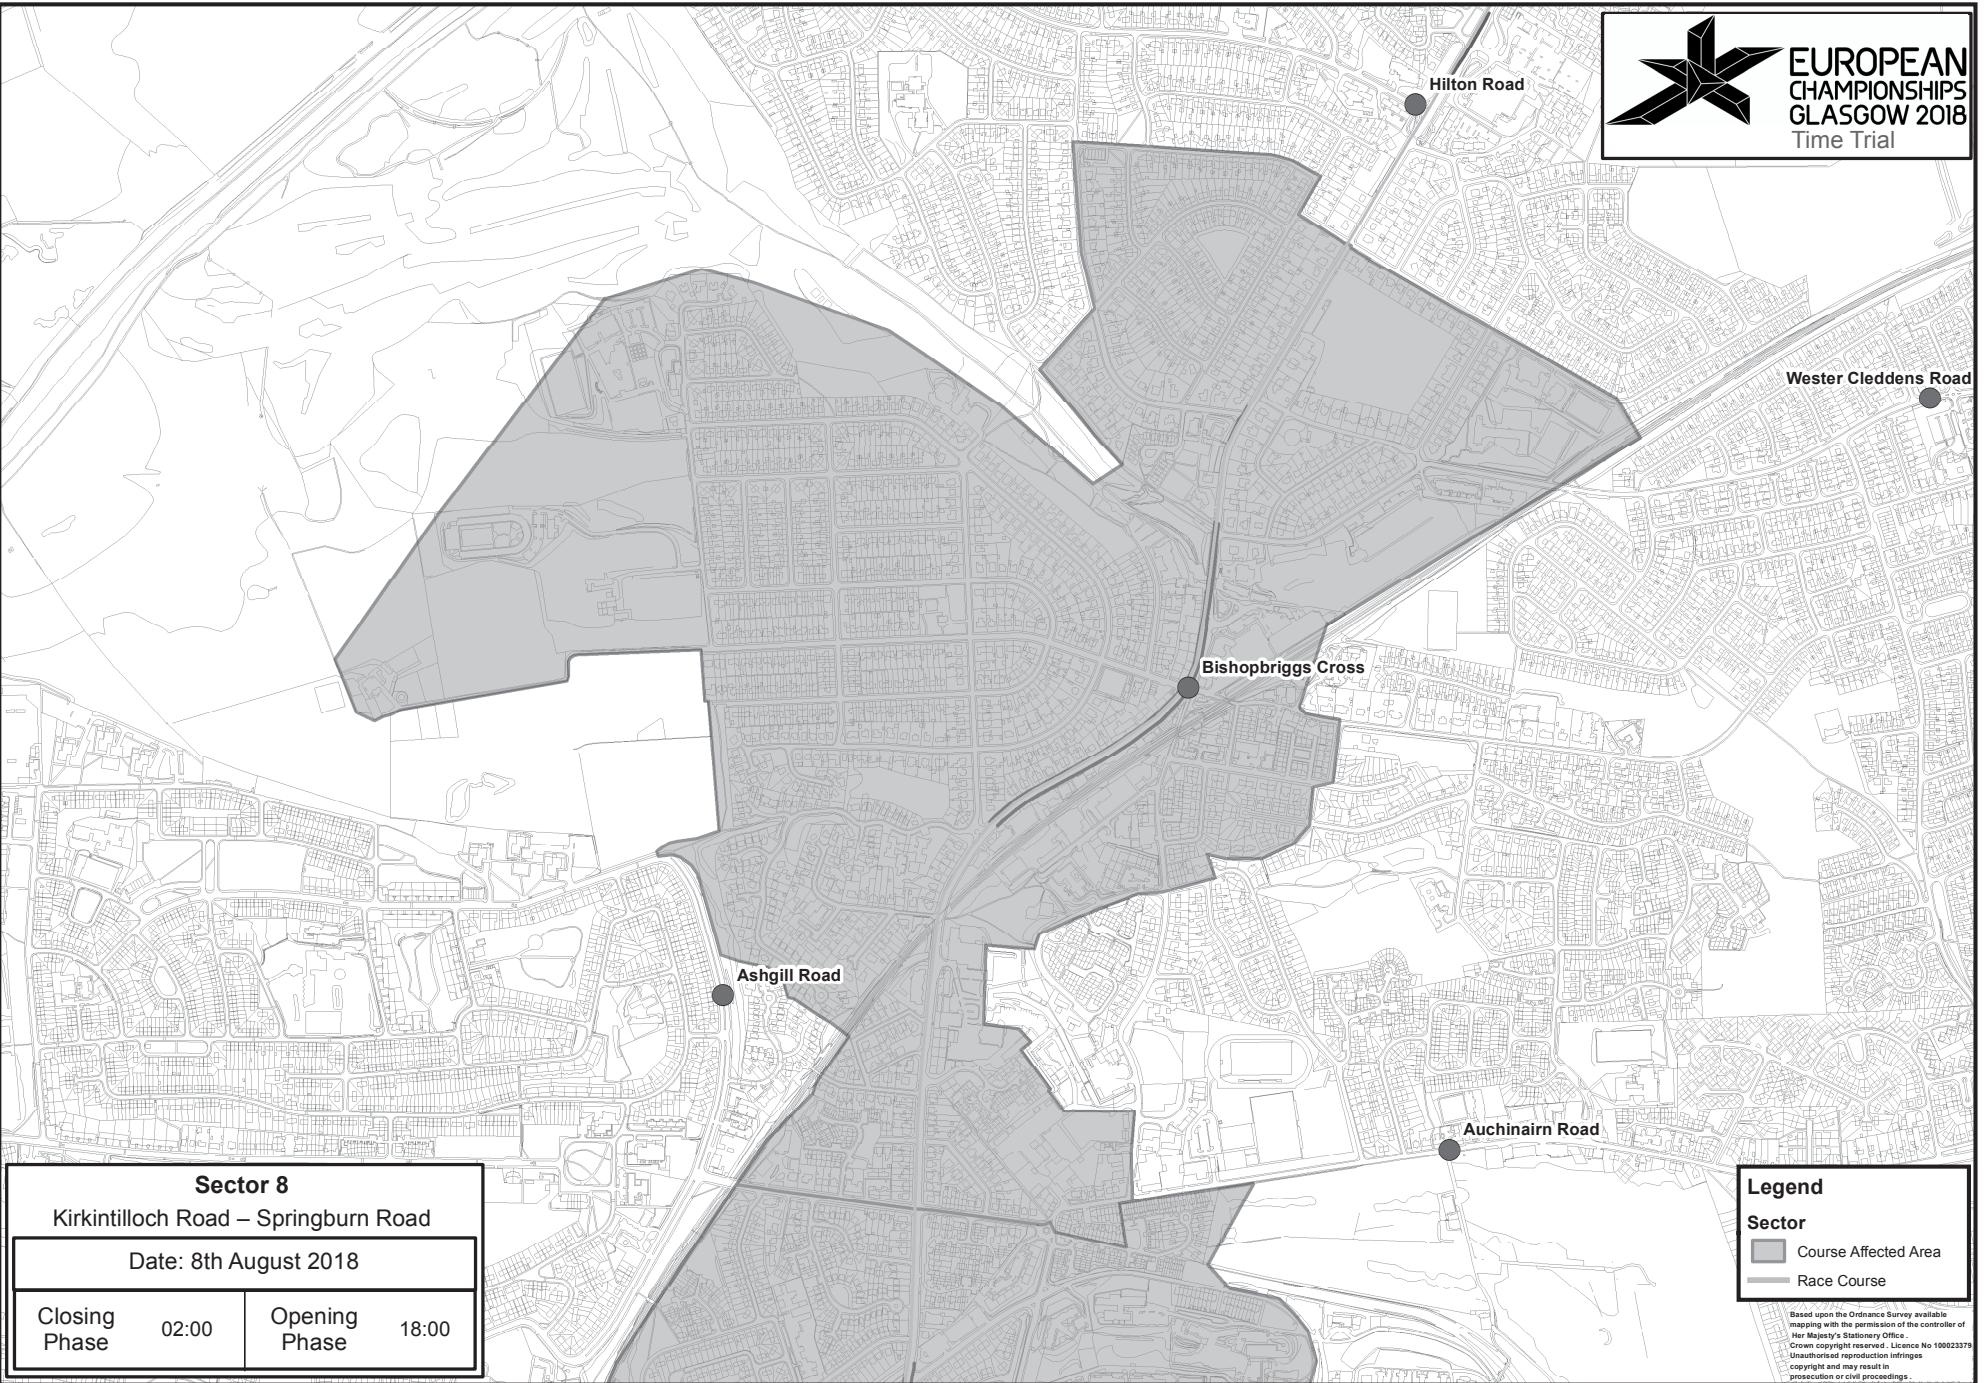 EUROPEAN
CHAMPIONSHIPS
GLASGOW 2018
Time Trial
Hilton Road
Wester Cleddens Road
Bishopbriggs Cross
Ashgill Road
Auchinairn Road
Sector 8
Kirkintilloch Road – Springburn Road
Date: 8th August 2018
Closing Phase 02:00 Opening Phase 18:00
Legend
Sector
Course Affected Area
Race Course
Based upon the Ordnance Survey available
mapping with the permission of the controller of
Her Majesty's Stationery Office .
Crown copyright reserved . Licence No 100023379
Unauthorised reproduction infringes
copyright and may result in
prosecution or civil proceedings .